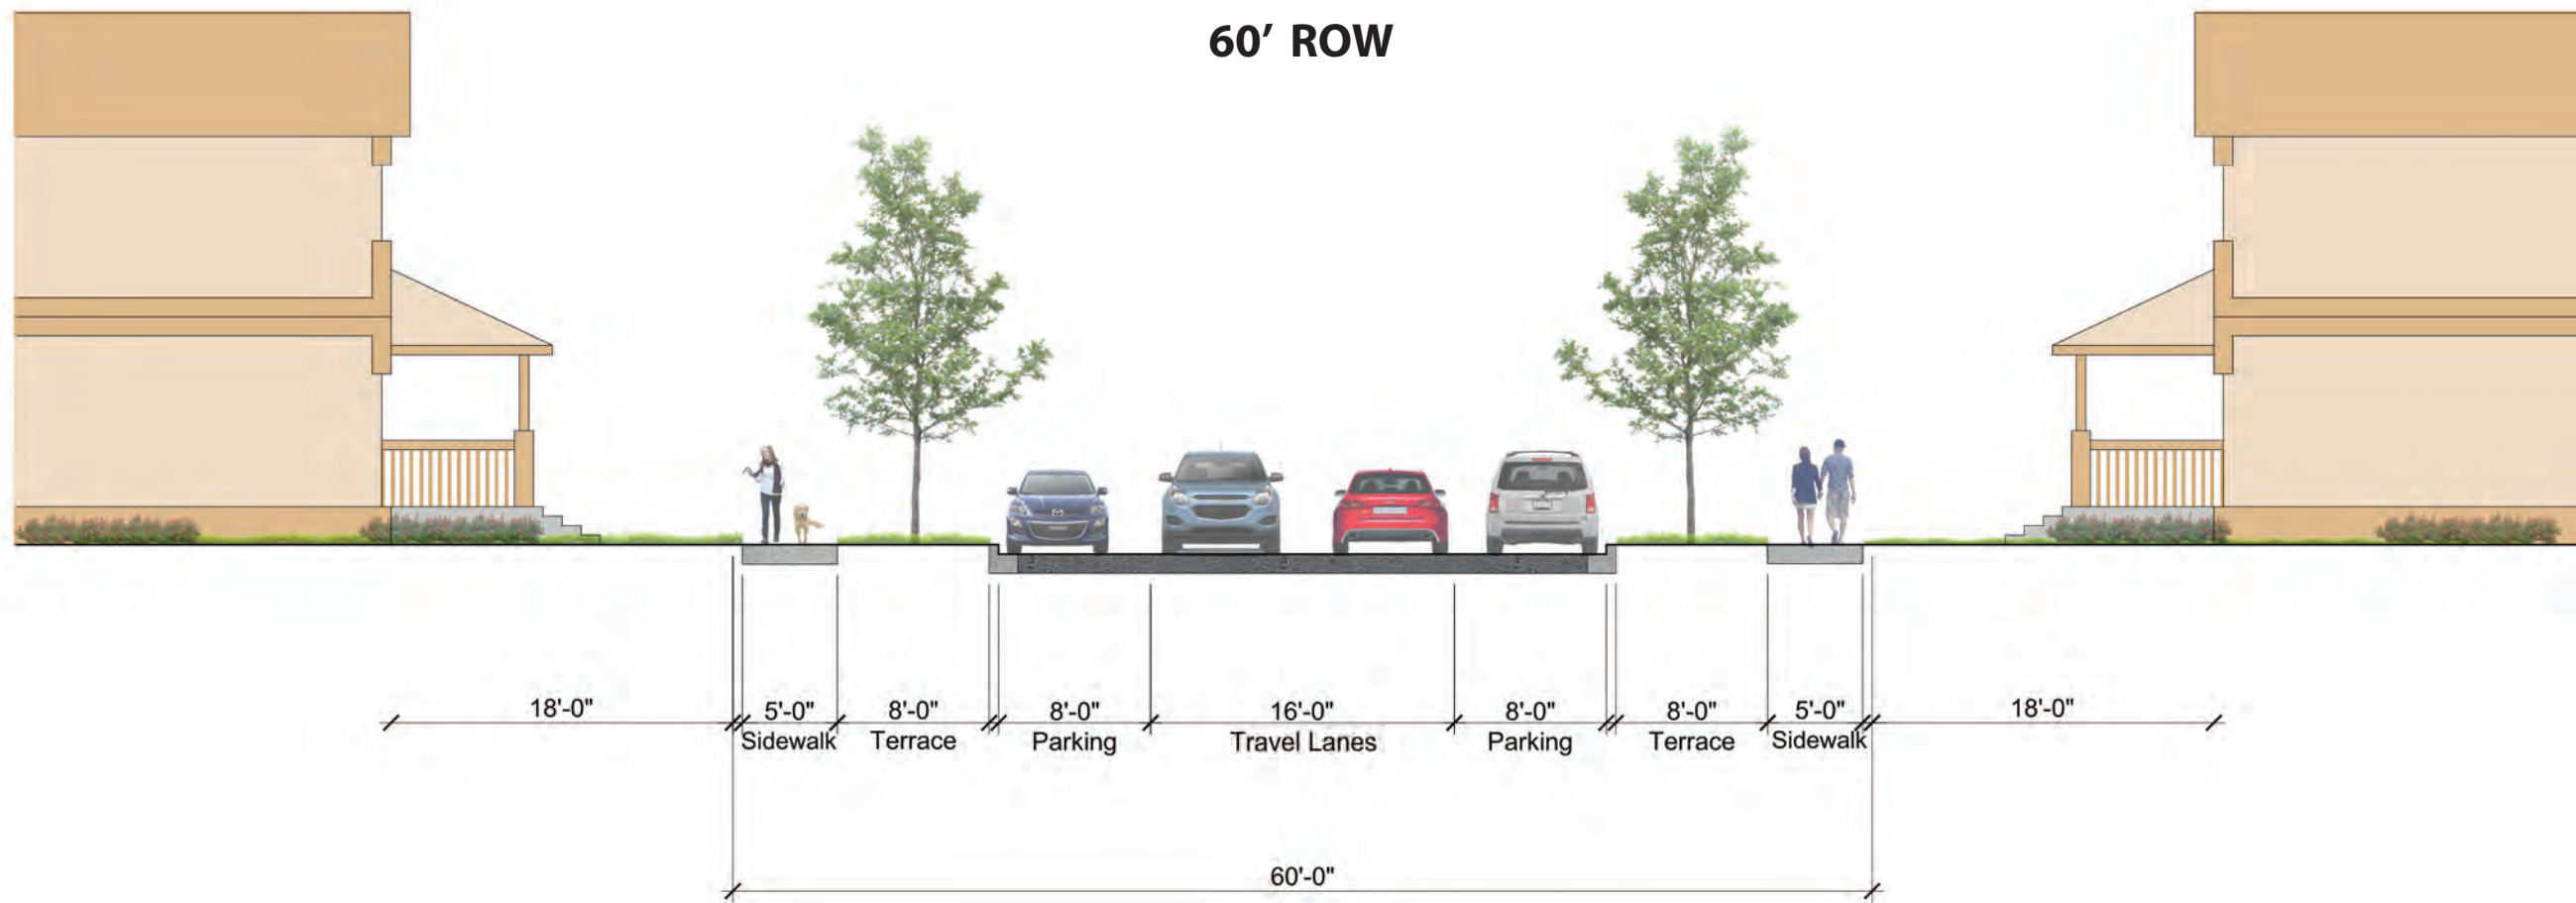 60’ ROW
18'-0" 5'-0" 8'-0" 8'-0" 16'-0" 8'-0" 8'-0" 5'-0" 18'-0"
Sidewalk Terrace Parking Travel Lanes Parking Terrace Sidewalk
60'-0"